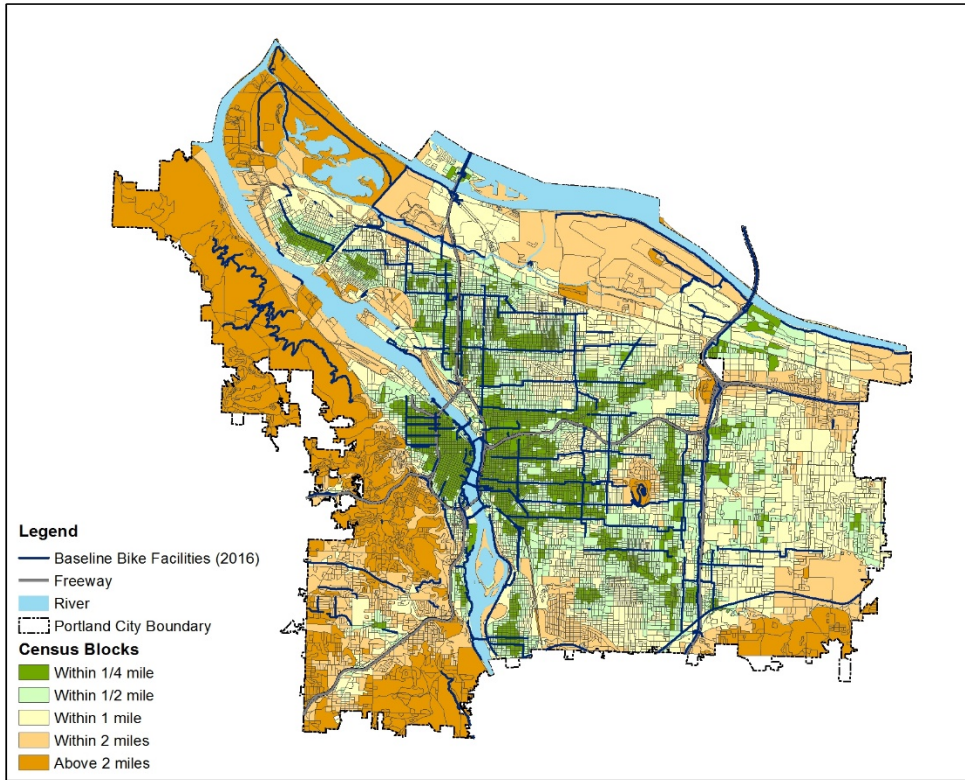 Legend
Baseline Bike Facilities (2016)
Freeway
River
Portland City Boundary
Census Blocks
Within 1/4 mile
Within 1/2 mile
Within 1 mile
Within 2 miles
Above 2 miles